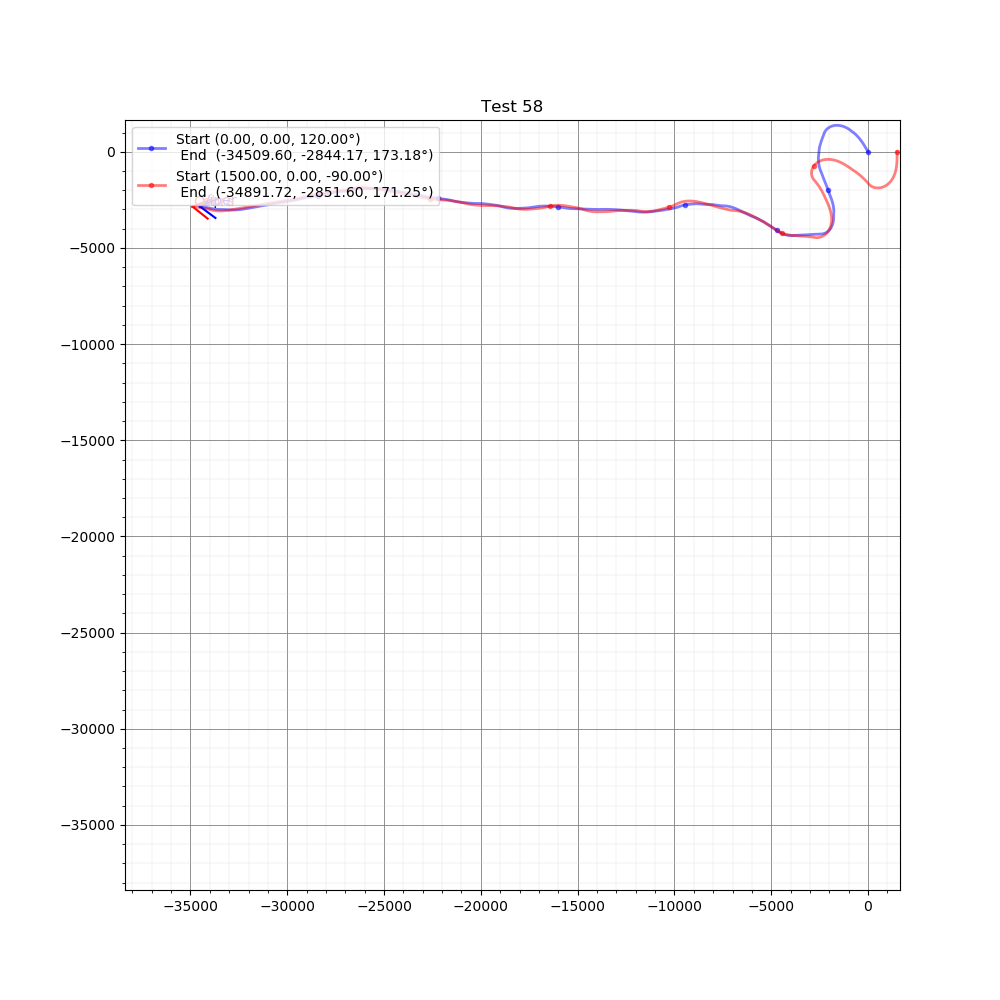 Test 58
Start (0.00, 0.00, 120.00°)
End (-34509.60, -2844.17, 173.18°)
Start (1500.00, 0.00, -90.00°)
End (-34891.72, -2851.60, 171.25°)
0
−5000
−10000
−15000
−20000
−25000
−30000
−35000
−35000 −30000 −25000 −20000 −15000 −10000 −5000 0